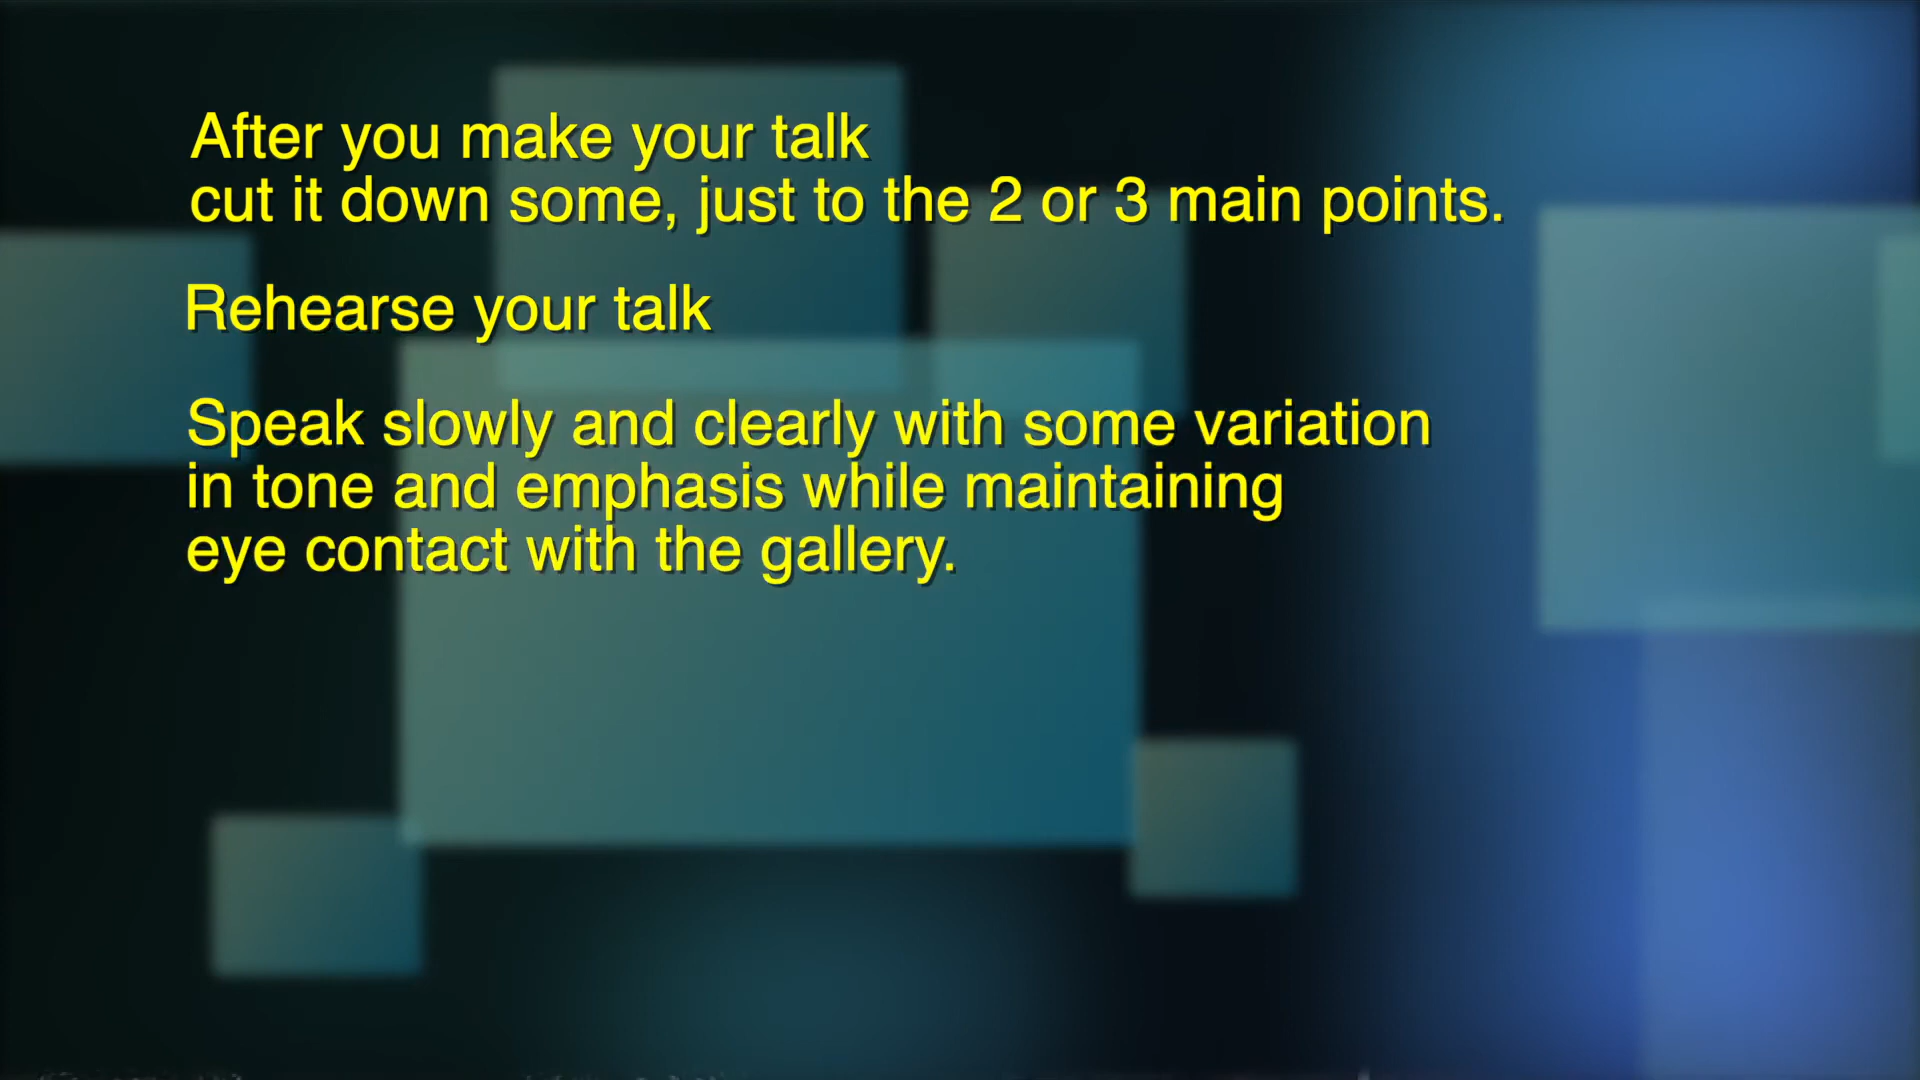 After you make your talk
cut it down some, just to the 2 or 3 main points.
Rehearse your talk
Speak slowly and clearly with some variation
in tone and emphasis while maintaining
eye contact with the gallery.